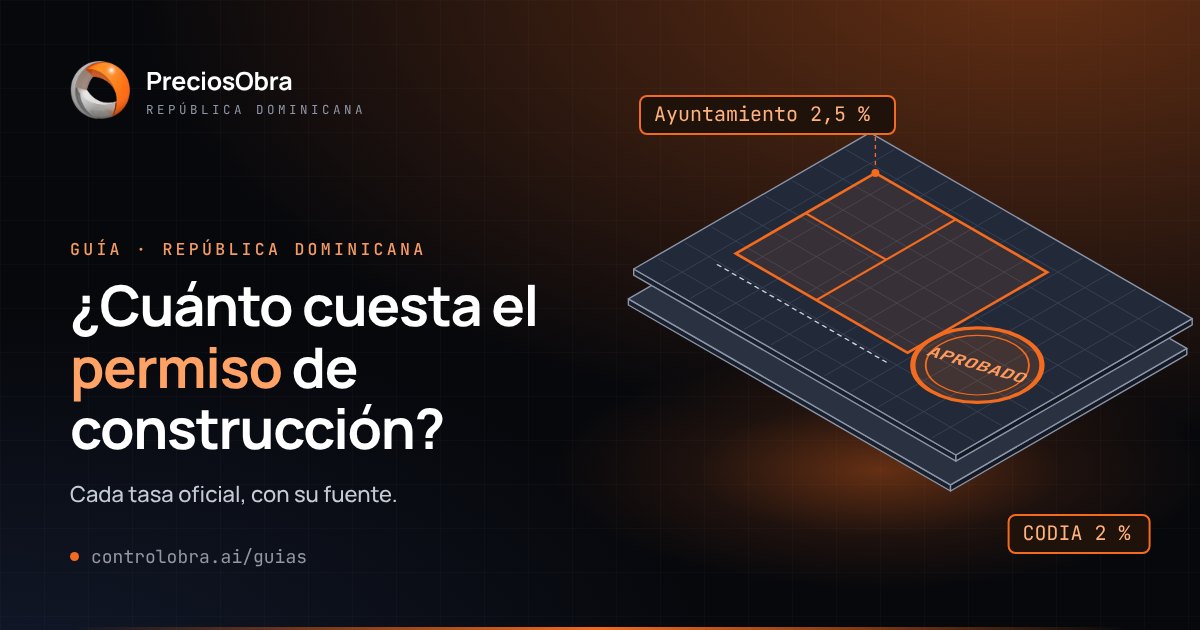 PreciosObra
REPÚBLICA DOMINICANA
GUÍA · REPÚBLICA DOMINICANA
¿Cuánto cuesta el
permiso de
construcción?
Cada tasa oficial, con su fuente.
controlobra.ai/guias
Ayuntamiento 2,5 %
APROBADO
CODIA 2 %